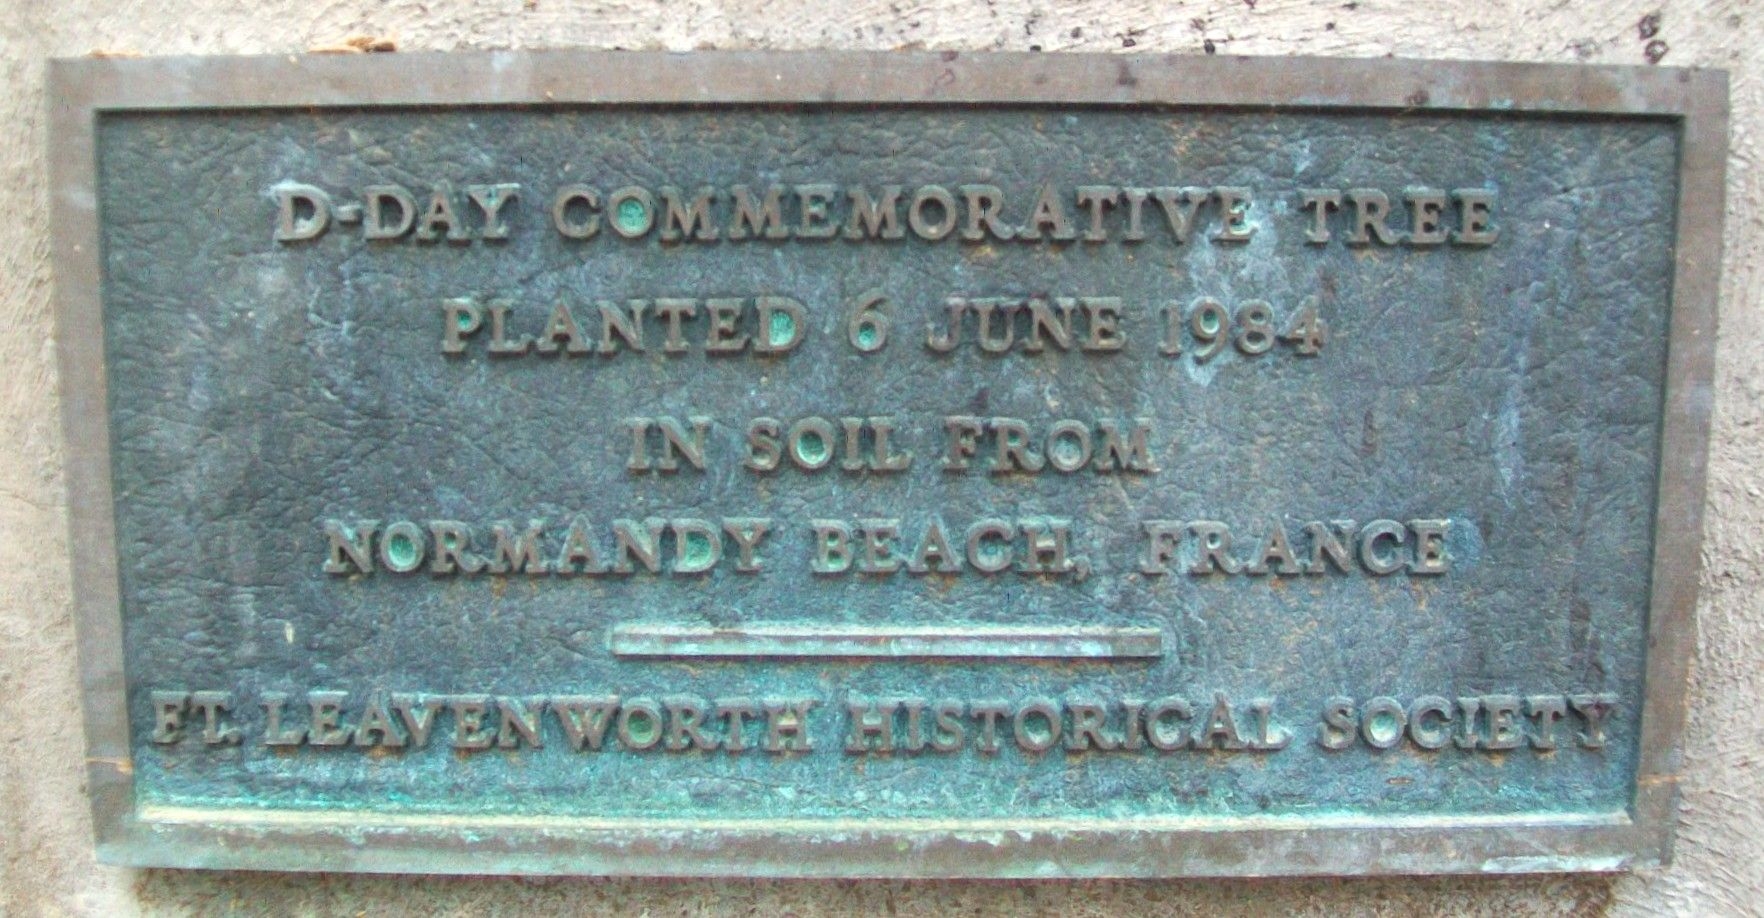 D-DAY COMMEMORATIVE TREE
PLANTED 6 JUNE 1984
IN SOIL FROM
NORMANDY BEACH, FRANCE
FT. LEAVENWORTH HISTORICAL SOCIETY